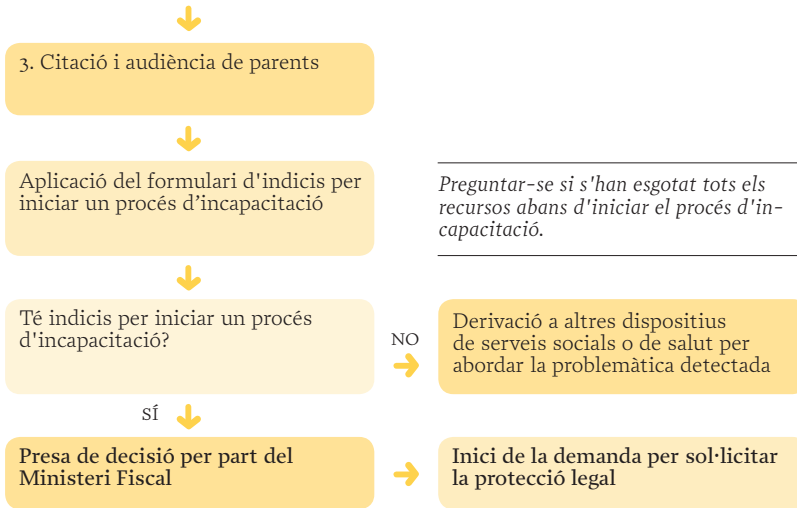 3. Citació i audiència de parents
Aplicació del formulari d'indicis per
iniciar un procés d’incapacitació
Preguntar-se si s'han esgotat tots els
recursos abans d'iniciar el procés d'in-
capacitació.
Té indicis per iniciar un procés
d'incapacitació?
NO
Derivació a altres dispositius
de serveis socials o de salut per
abordar la problemàtica detectada
SÍ
Presa de decisió per part del
Ministeri Fiscal
Inici de la demanda per sol·licitar
la protecció legal